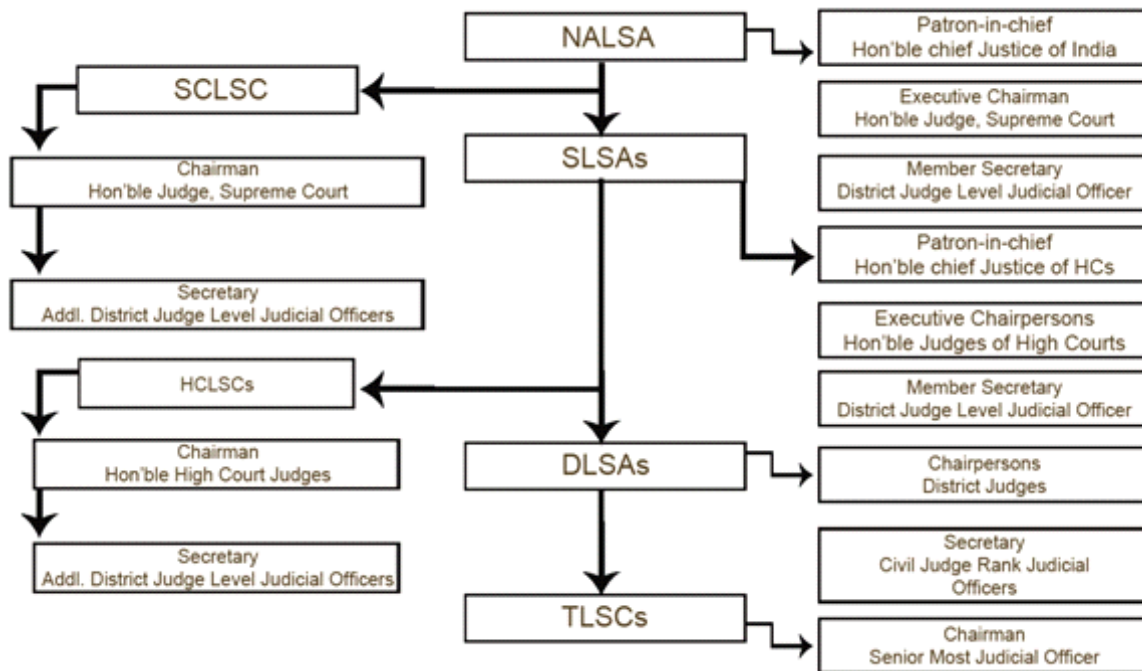 NALSA
Patron-in-chief
Hon'ble chief Justice of India
SCLSC
Executive Chairman
Hon'ble Judge, Supreme Court
SLSAs
Chairman
Hon'ble Judge, Supreme Court
Member Secretary
District Judge Level Judicial Officer
Patron-in-chief
Hon'ble chief Justice of HCs
Secretary
Addl. District Judge Level Judicial Officers
Executive Chairpersons
Hon'ble Judges of High Courts
HCLSCs
Member Secretary
District Judge Level Judicial Officer
Chairman
Hon'ble High Court Judges
DLSAs
Chairpersons
District Judges
Secretary
Addl. District Judge Level Judicial Officers
Secretary
Civil Judge Rank Judicial
Officers
TLSCs
Chairman
Senior Most Judicial Officer